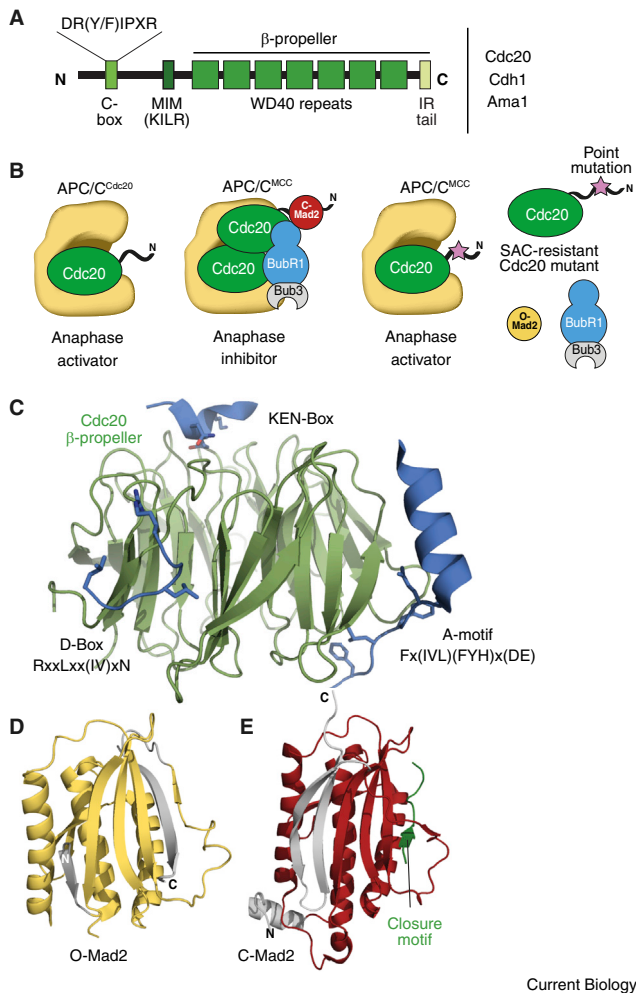 A
DR(Y/F)IPXR
β-propeller
N
C
C-
box
MIM
(KILR)
WD40 repeats
IR
tail
Cdc20
Cdh1
Ama1
B
APC/CCdc20
Cdc20
N
Anaphase
activator
APC/CMCC
C-
Mad2
N
Cdc20
Cdc20
BubR1
Bub3
Anaphase
inhibitor
APC/CMCC
Cdc20
N
Anaphase
activator
Point
mutation
N
Cdc20
SAC-resistant
Cdc20 mutant
O-
Mad2
BubR1
Bub3
C
Cdc20
β-propeller
KEN-Box
D-Box
RxxLxx(IV)xN
A-motif
Fx(IVL)(FYH)x(DE)
D
N
C
O-Mad2
E
C
N
C-Mad2
Closure
motif
Current Biology